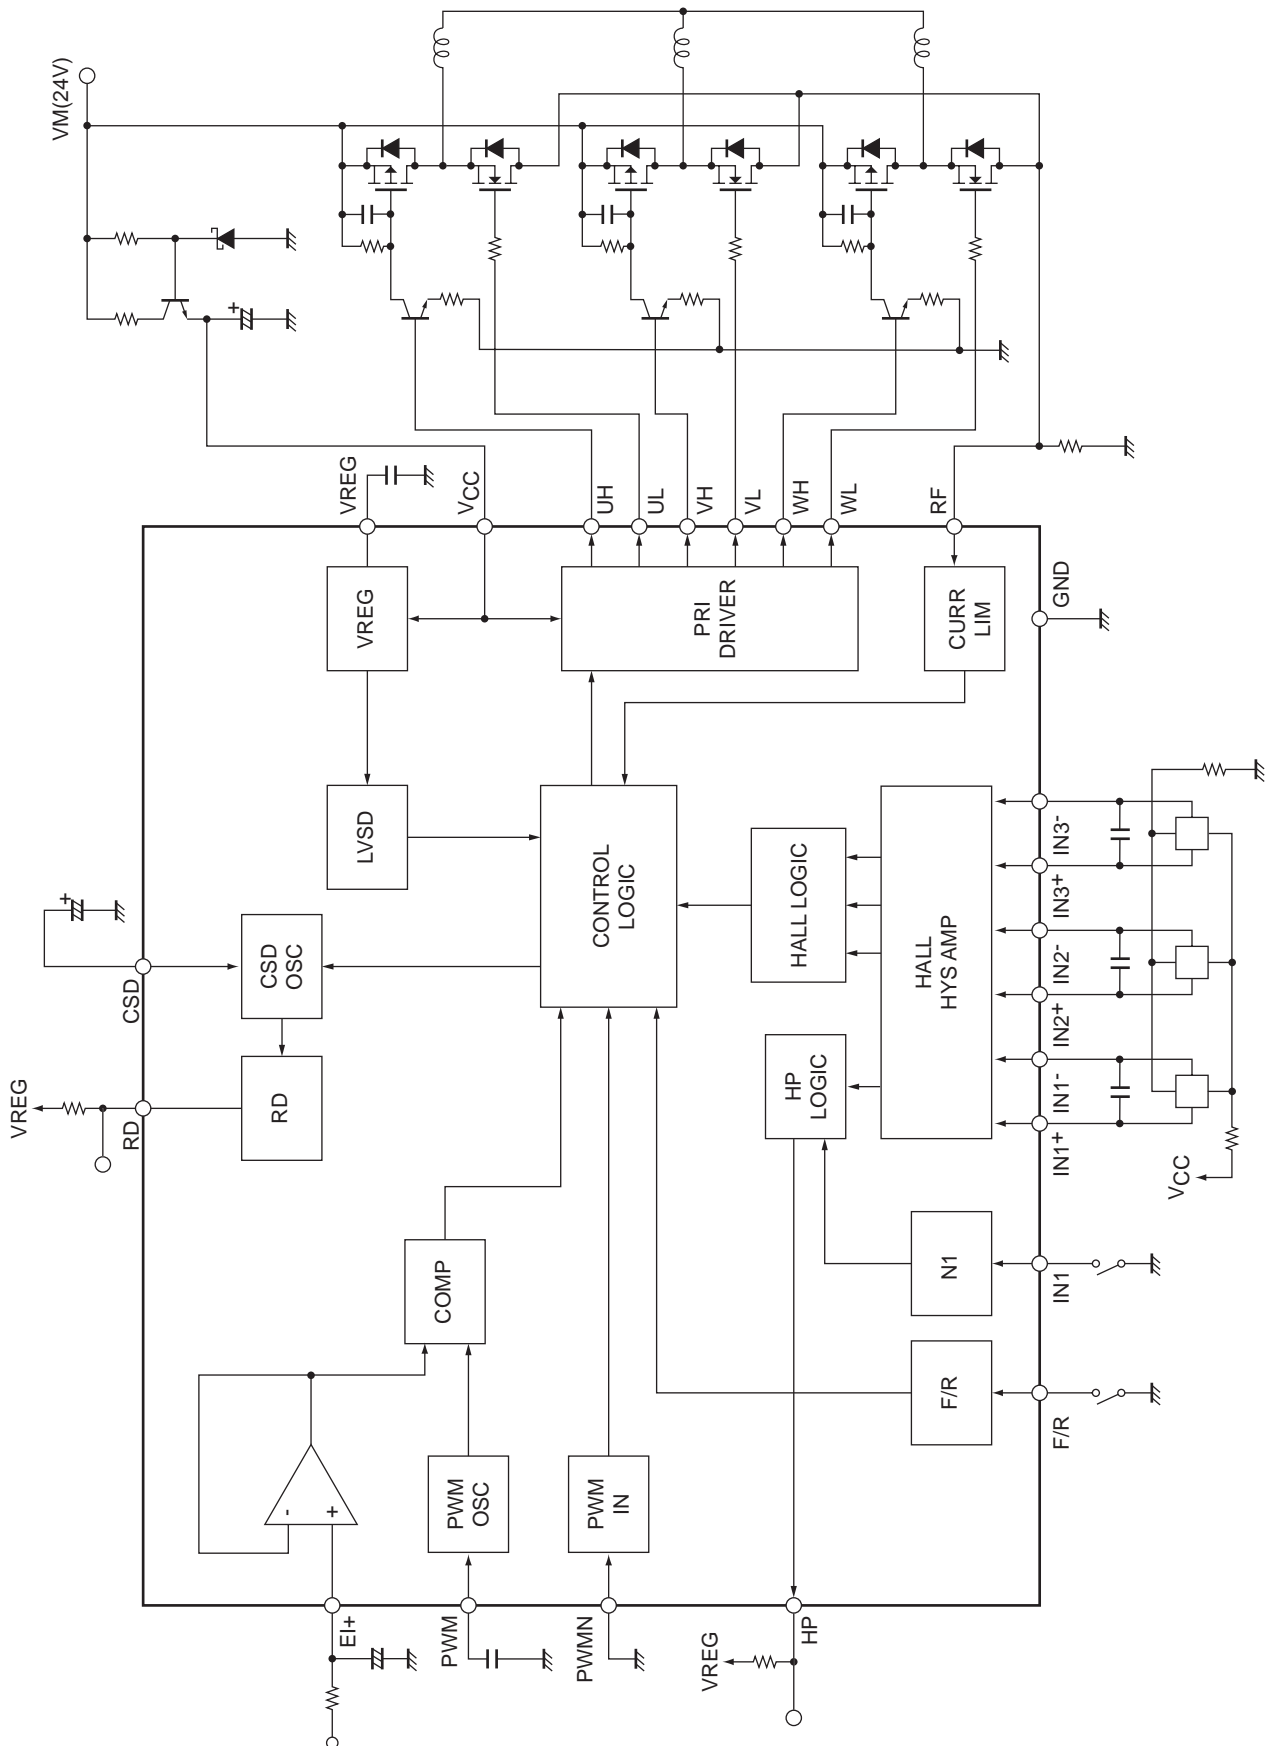 VM(24V)
+
VREG
VCC
UH
UL
VH
VL
WH
WL
RF
VREG
PRI
DRIVER
CURR
LIM
GND
LVSD
CONTROL
LOGIC
HALL LOGIC
HALL
HYS AMP
IN3-
IN3+
IN2-
IN2+
IN1-
IN1+
VCC
+
CSD
CSD
OSC
VREG
RD
RD
HP
LOGIC
COMP
N1
IN1
F/R
F/R
-
+
PWM
OSC
PWM
IN
EI+
PWM
PWMN
VREG
HP